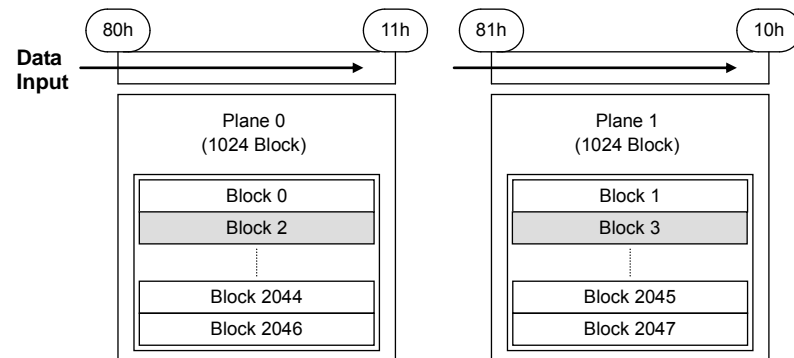 80h 11h 81h 10h
Data
Input
Plane 0
(1024 Block)
Block 0
Block 2
Block 2044
Block 2046
Plane 1
(1024 Block)
Block 1
Block 3
Block 2045
Block 2047